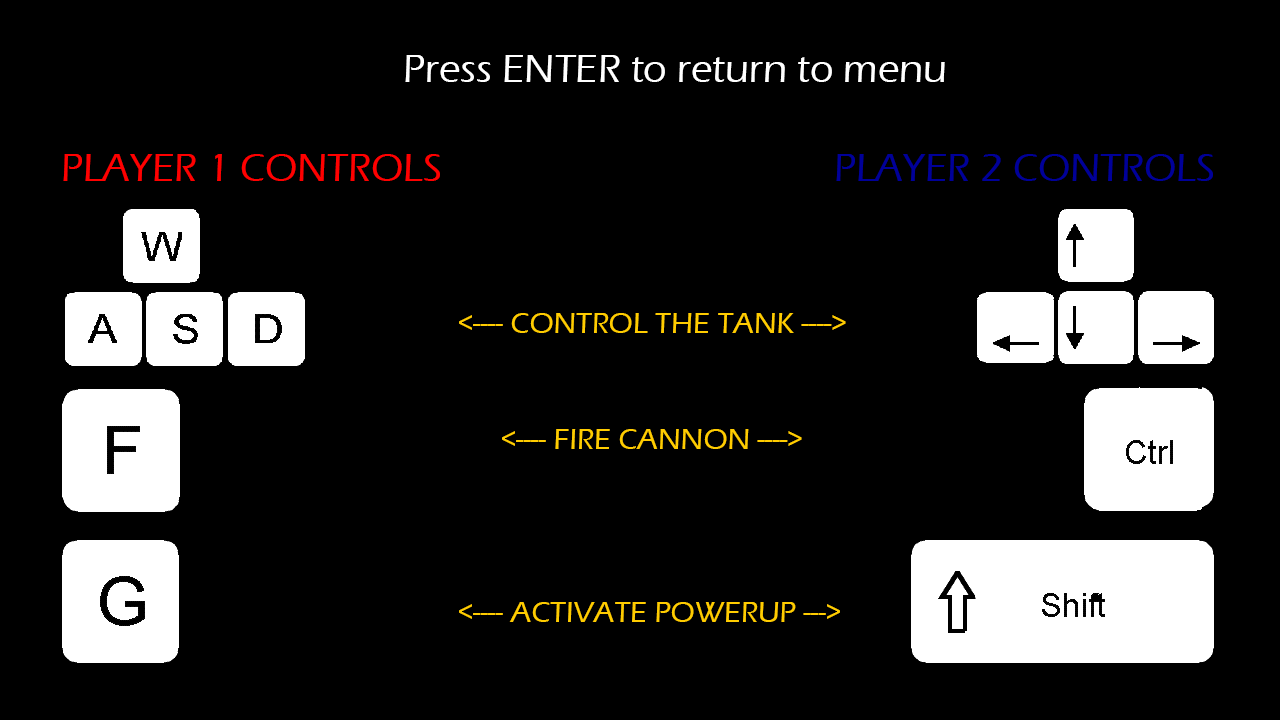 Press ENTER to return to menu
PLAYER 1 CONTROLS
PLAYER 2 CONTROLS
W
↑
A S D
<---- CONTROL THE TANK ---->
← ↓ →
F
<---- FIRE CANNON ---->
Ctrl
G
<---- ACTIVATE POWERUP --->
⇧ Shift